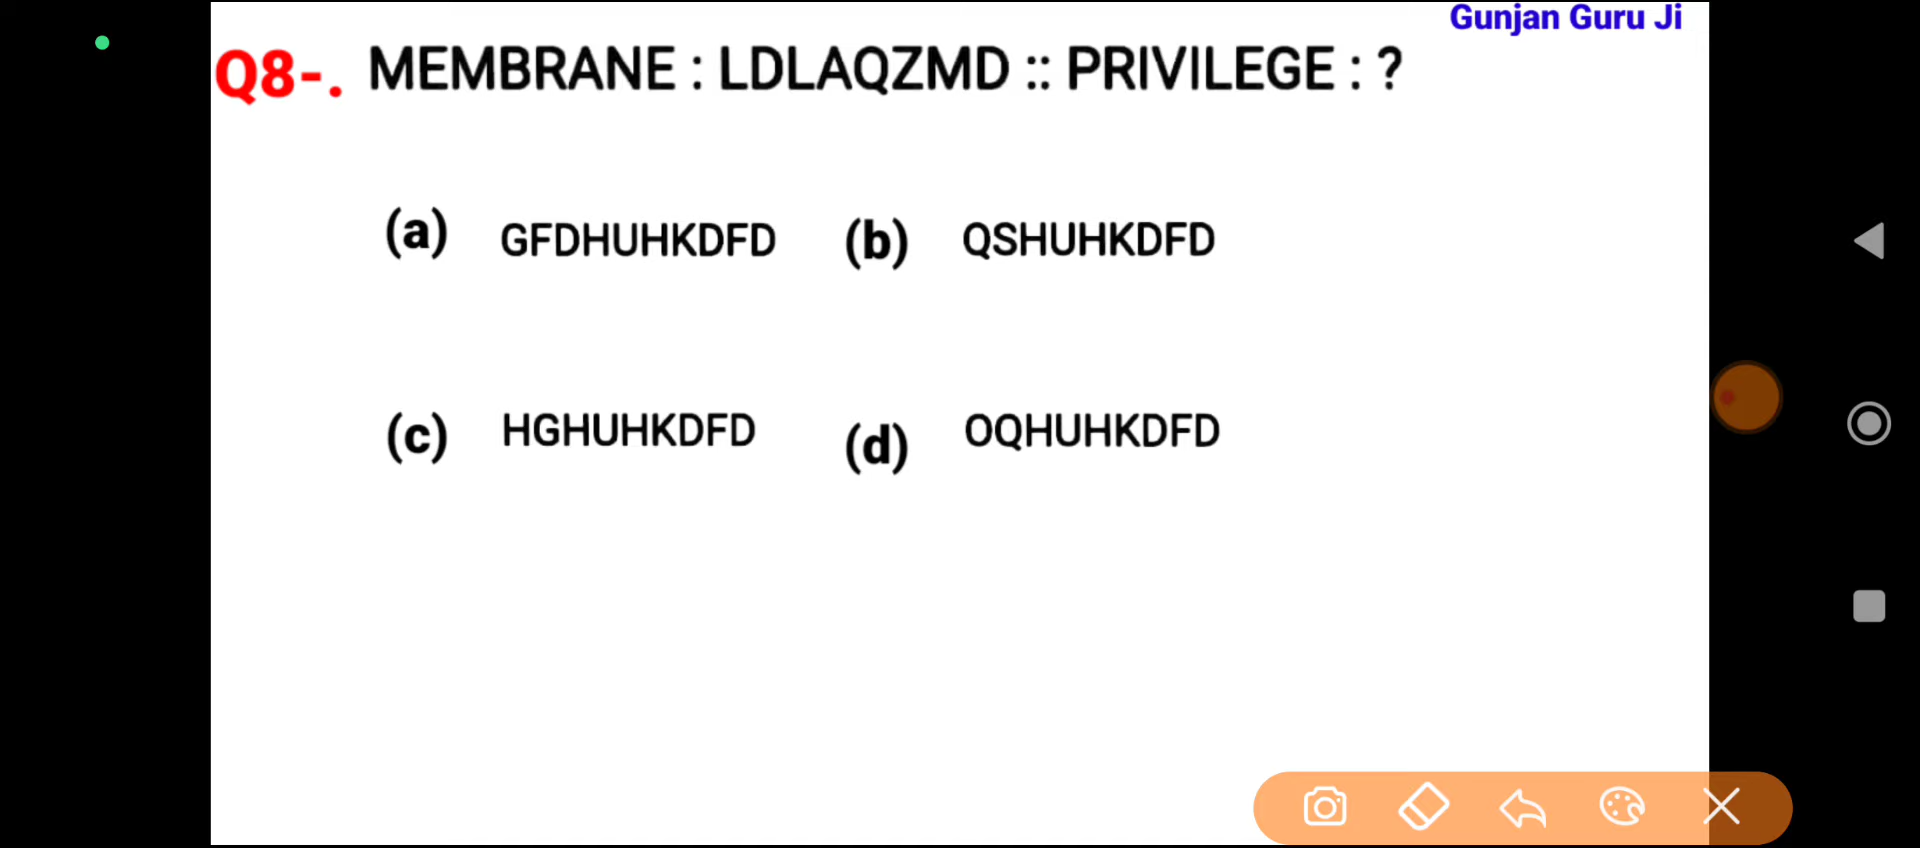 Gunjan Guru Ji
Q8-. MEMBRANE : LDLAQZMD :: PRIVILEGE : ?
(a) GFDHUHKDFD (b) QSHUHKDFD
(c) HGHUHKDFD (d) OQHUHKDFD